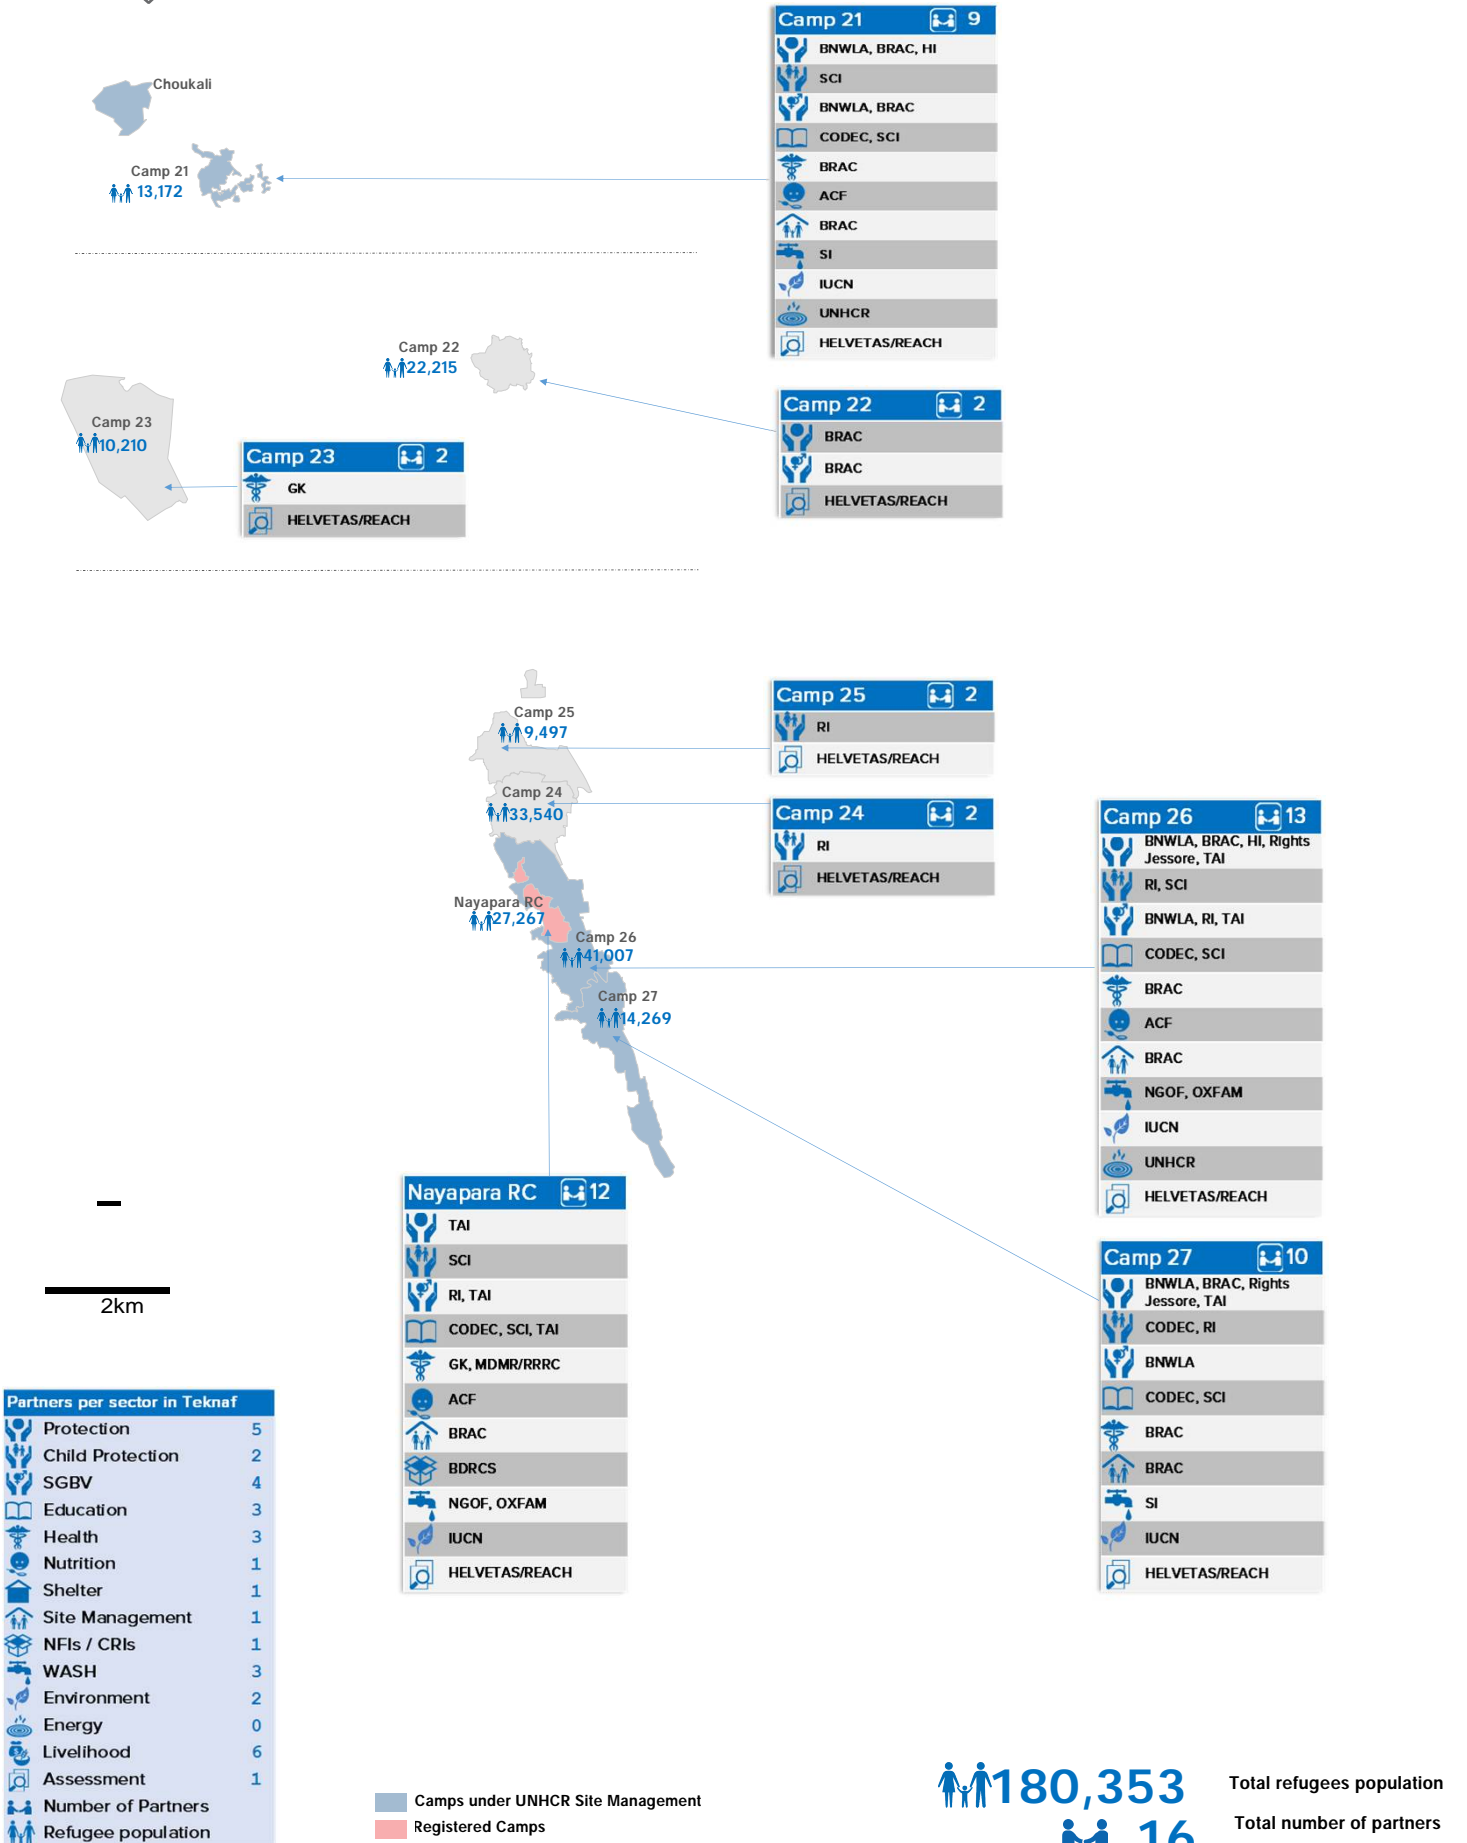 Camp 21 9
BNWLA, BRAC, HI
SCI
BNWLA, BRAC
CODEC, SCI
BRAC
ACF
BRAC
SI
IUCN
UNHCR
HELVETAS/REACH
Choukali
Camp 21
13,172
Camp 22
22,215
Camp 22 2
BRAC
BRAC
HELVETAS/REACH
Camp 23
10,210
Camp 23 2
GK
HELVETAS/REACH
Camp 25
9,497
Camp 25 2
RI
HELVETAS/REACH
Camp 24
33,540
Camp 24 2
RI
HELVETAS/REACH
Nayapara RC
27,267
Camp 26
41,007
Camp 27
14,269
Camp 26 13
BNWLA, BRAC, HI, Rights
Jessore, TAI
RI, SCI
BNWLA, RI, TAI
CODEC, SCI
BRAC
ACF
BRAC
NGOF, OXFAM
IUCN
UNHCR
HELVETAS/REACH
Nayapara RC 12
TAI
SCI
RI, TAI
CODEC, SCI, TAI
GK, MDMR/RRRC
ACF
BRAC
BDRCS
NGOF, OXFAM
IUCN
HELVETAS/REACH
Camp 27 10
BNWLA, BRAC, Rights
Jessore, TAI
CODEC, RI
BNWLA
CODEC, SCI
BRAC
BRAC
SI
IUCN
HELVETAS/REACH
2km
Partners per sector in Teknaf
Protection 5
Child Protection 2
SGBV 4
Education 3
Health 3
Nutrition 1
Shelter 1
Site Management 1
NFIs / CRIs 1
WASH 3
Environment 2
Energy 0
Livelihood 6
Assessment 1
Number of Partners
Refugee population
Camps under UNHCR Site Management
Registered Camps
180,353 Total refugees population
16 Total number of partners